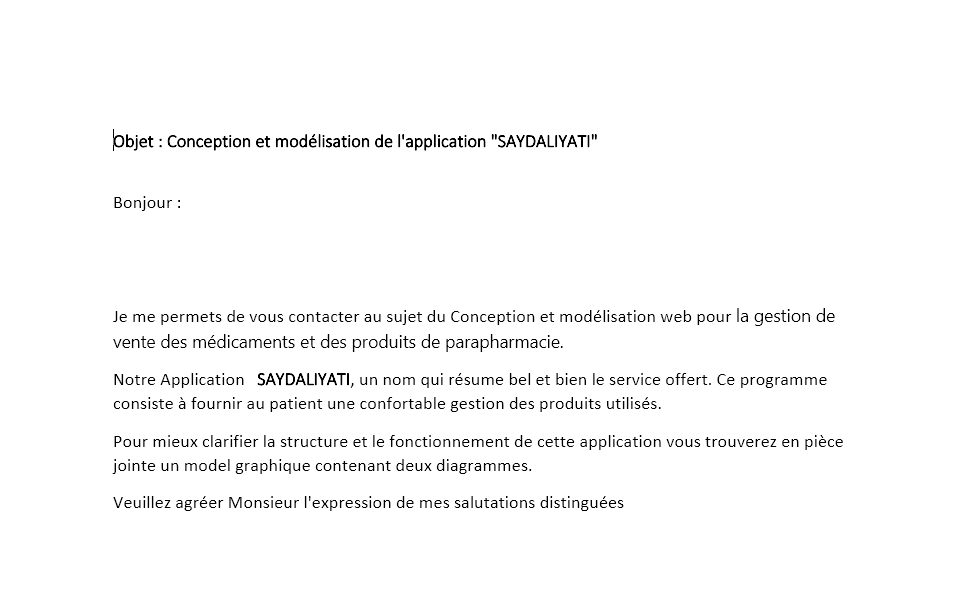 Objet : Conception et modélisation de l'application "SAYDALIYATI"
Bonjour :
Je me permets de vous contacter au sujet du Conception et modélisation web pour la gestion de
vente des médicaments et des produits de parapharmacie.
Notre Application SAYDALIYATI, un nom qui résume bel et bien le service offert. Ce programme
consiste à fournir au patient une confortable gestion des produits utilisés.
Pour mieux clarifier la structure et le fonctionnement de cette application vous trouverez en pièce
jointe un model graphique contenant deux diagrammes.
Veuillez agréer Monsieur l'expression de mes salutations distinguées